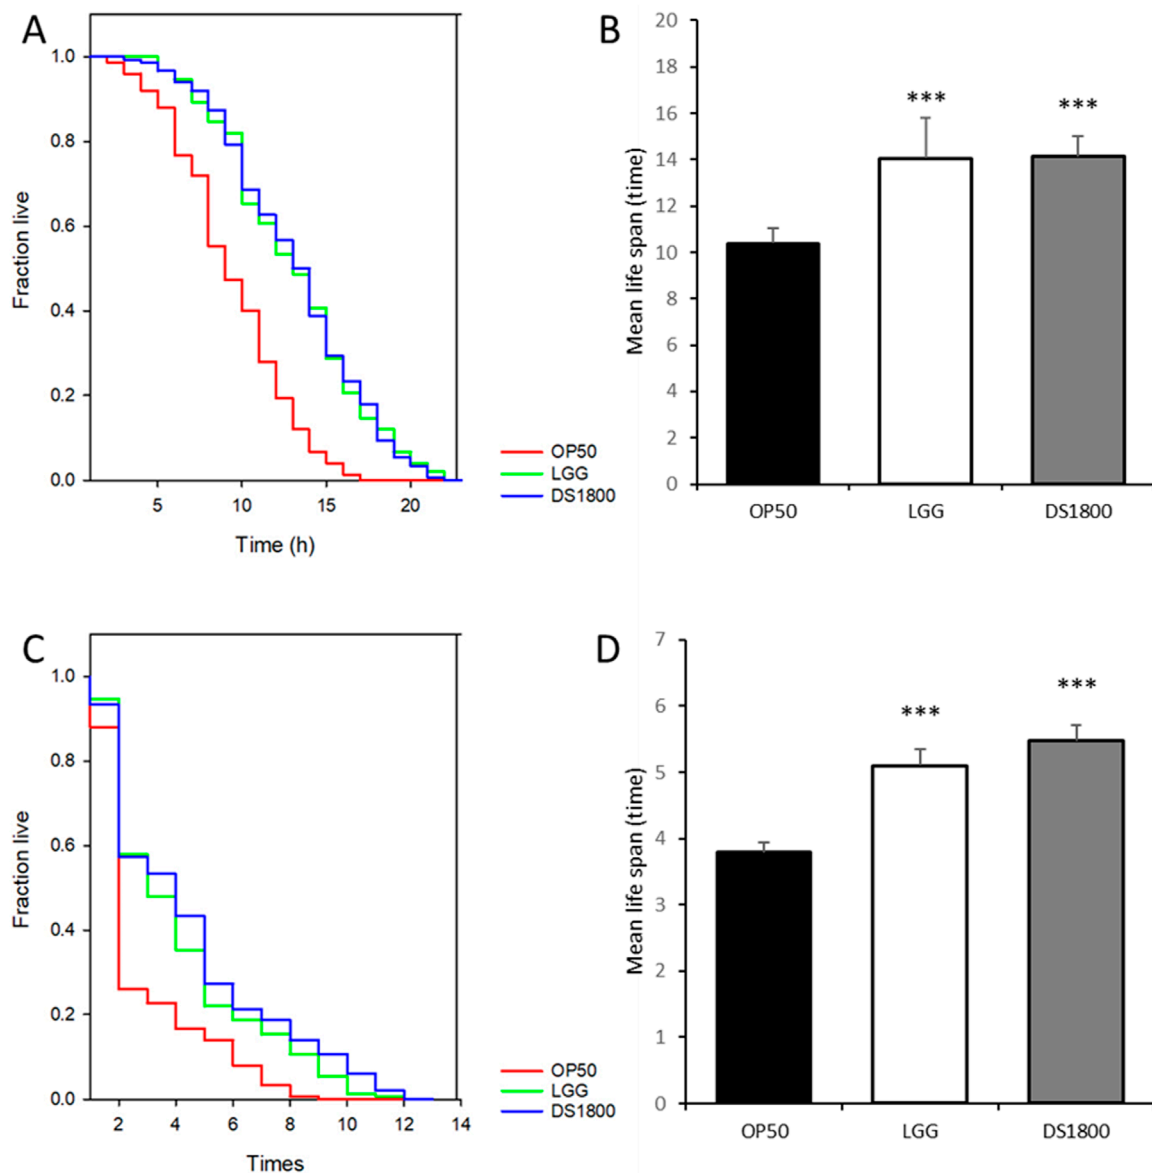 A
Fraction live
1.0
0.8
0.6
0.4
0.2
0.0
5
10
15
20
Time (h)
OP50
LGG
DS1800
B
Mean life span (time)
20
18
16
14
12
10
8
6
4
2
0
***
***
OP50
LGG
DS1800
C
Fraction live
1.0
0.8
0.6
0.4
0.2
0.0
2
4
6
8
10
12
14
Times
OP50
LGG
DS1800
D
Mean life span (time)
7
6
5
4
3
2
1
0
***
***
OP50
LGG
DS1800